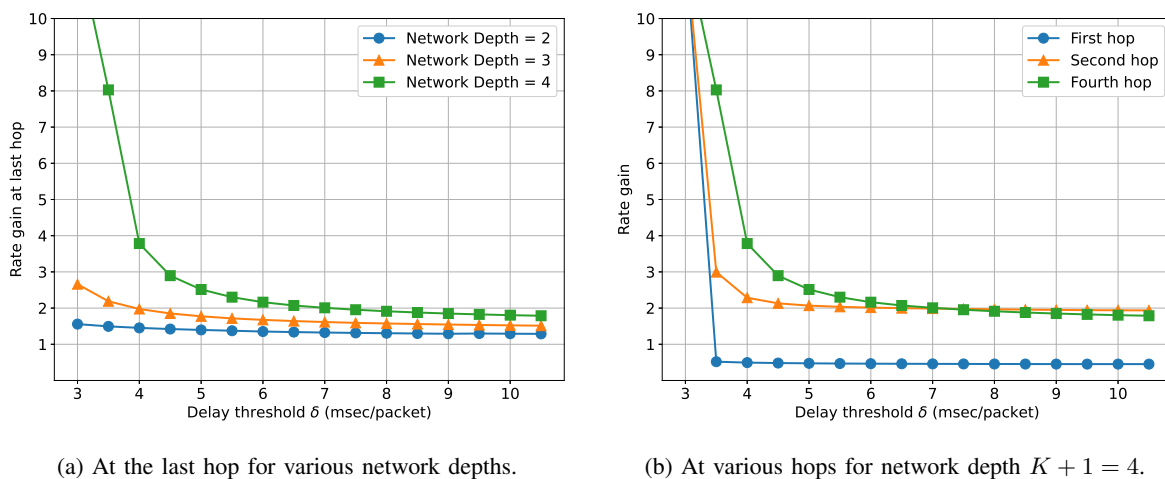 10
9
8
7
6
5
4
3
2
1
Rate gain at last hop
Network Depth = 2
Network Depth = 3
Network Depth = 4
3 4 5 6 7 8 9 10
Delay threshold δ (msec/packet)
(a) At the last hop for various network depths.
10
9
8
7
6
5
4
3
2
1
Rate gain
First hop
Second hop
Fourth hop
3 4 5 6 7 8 9 10
Delay threshold δ (msec/packet)
(b) At various hops for network depth K + 1 = 4.